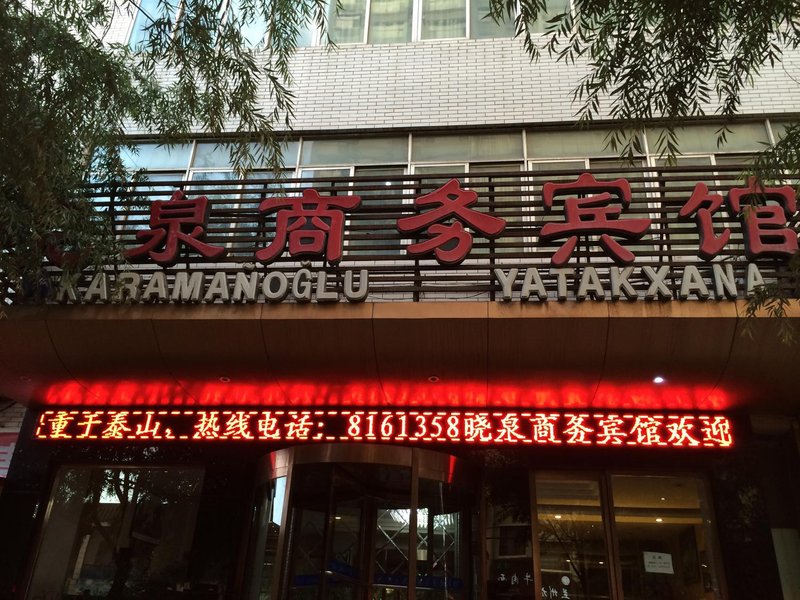 泉商务宾馆
KARAMAÑOĞLU YATAKXANA
重于泰山、热线电话：8161358晓泉商务宾馆欢迎